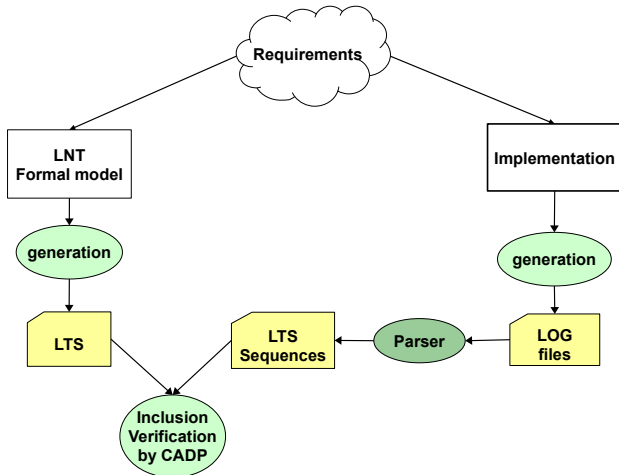 Requirements
LNT
Formal model
Implementation
generation
generation
LTS
LTS
Sequences
Parser
LOG
files
Inclusion
Verification
by CADP